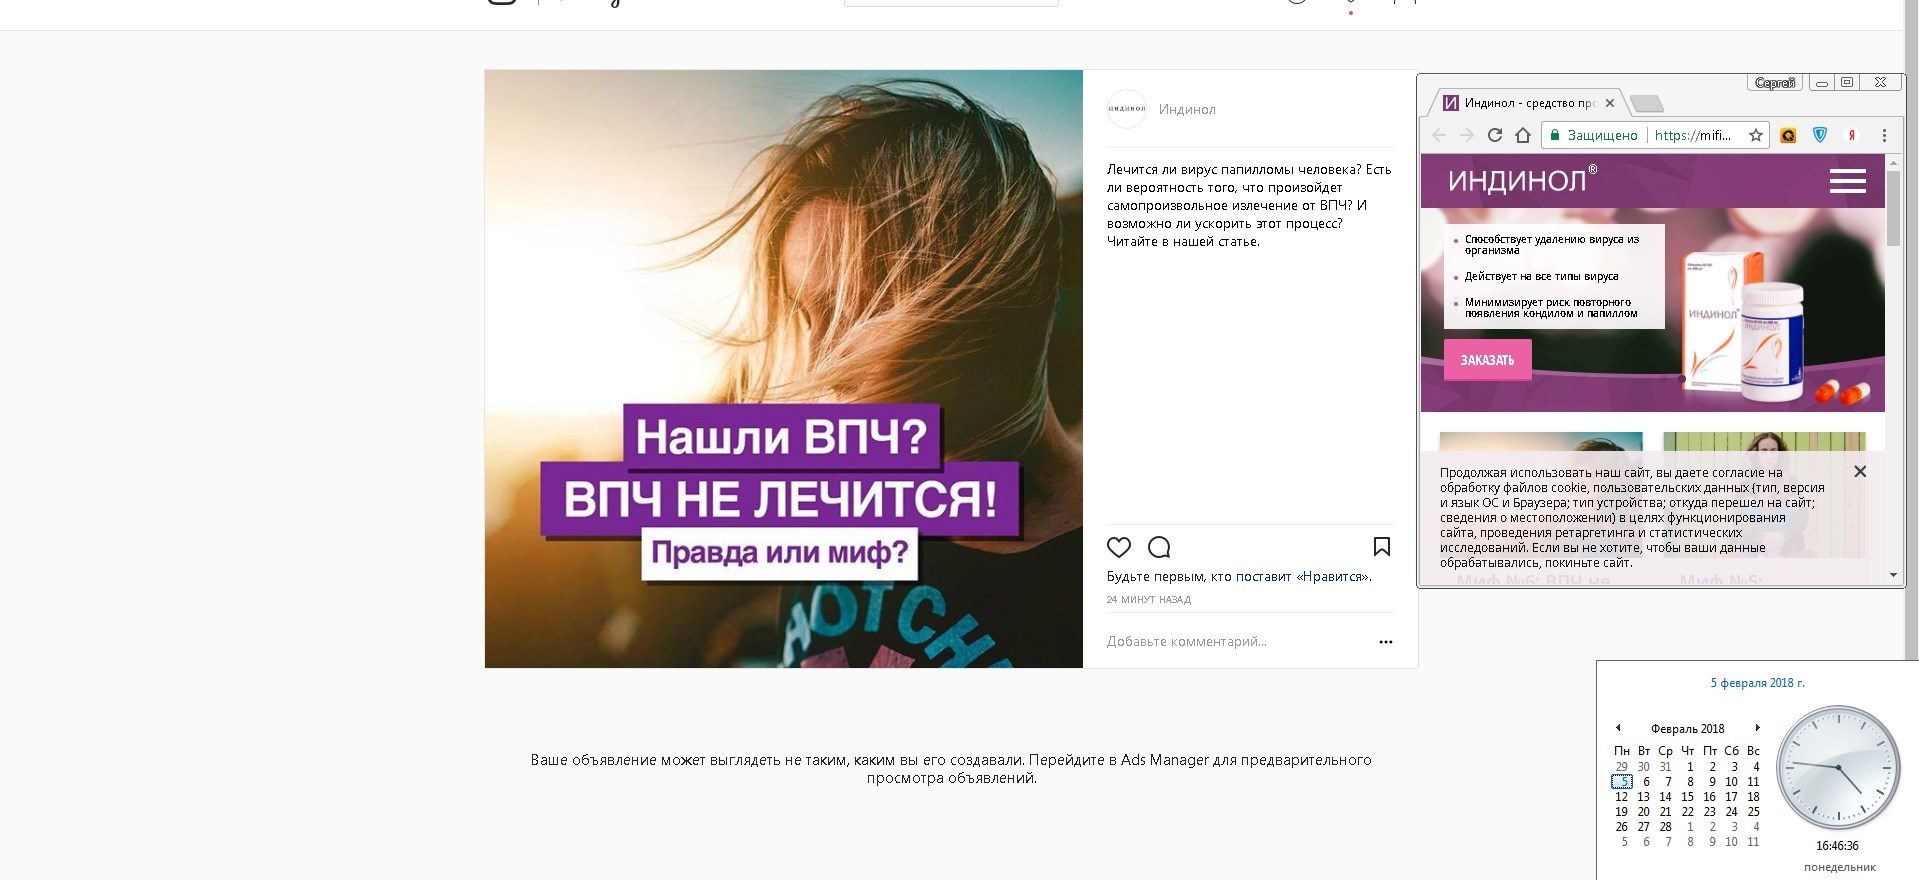 Индинол
Лечится ли вирус папилломы человека? Есть
ли вероятность того, что произойдет
самопроизвольное излечение от ВПЧ? И
возможно ли ускорить этот процесс?
Читайте в нашей статье.
Нашли ВПЧ?
ВПЧ НЕ ЛЕЧИТСЯ!
Правда или миф?
Будьте первым, кто поставит «Нравится».
24 МИНУТ НАЗАД
Добавьте комментарий...
Ваше объявление может выглядеть не таким, каким вы его создавали. Перейдите в Ads Manager для предварительного
просмотра объявлений.
Сергей
Индинол - средство пре
Защищено https://mifi...
ИНДИНОЛ®
Способствует удалению вируса из
организма
Действует на все типы вируса
Минимизирует риск повторного
появления кондилом и папиллом
ЗАКАЗАТЬ
ИНДИНОЛ
ИНДИНОЛ
Продолжая использовать наш сайт, вы даете согласие на
обработку файлов cookie, пользовательских данных (тип, версия
и язык ОС и Браузера; тип устройства; откуда перешел на сайт;
сведения о местоположении) в целях функционирования
сайта, проведения ретаргетинга и статистических
исследований. Если вы не хотите, чтобы ваши данные
обрабатывались, покиньте сайт.
Миф №6: ВПЧ не
Миф №5:
5 февраля 2018 г.
Февраль 2018
Пн Вт Ср Чт Пт Сб Вс
29 30 31 1 2 3 4
5 6 7 8 9 10 11
12 13 14 15 16 17 18
19 20 21 22 23 24 25
26 27 28 1 2 3 4
5 6 7 8 9 10 11
16:46:36
понедельник